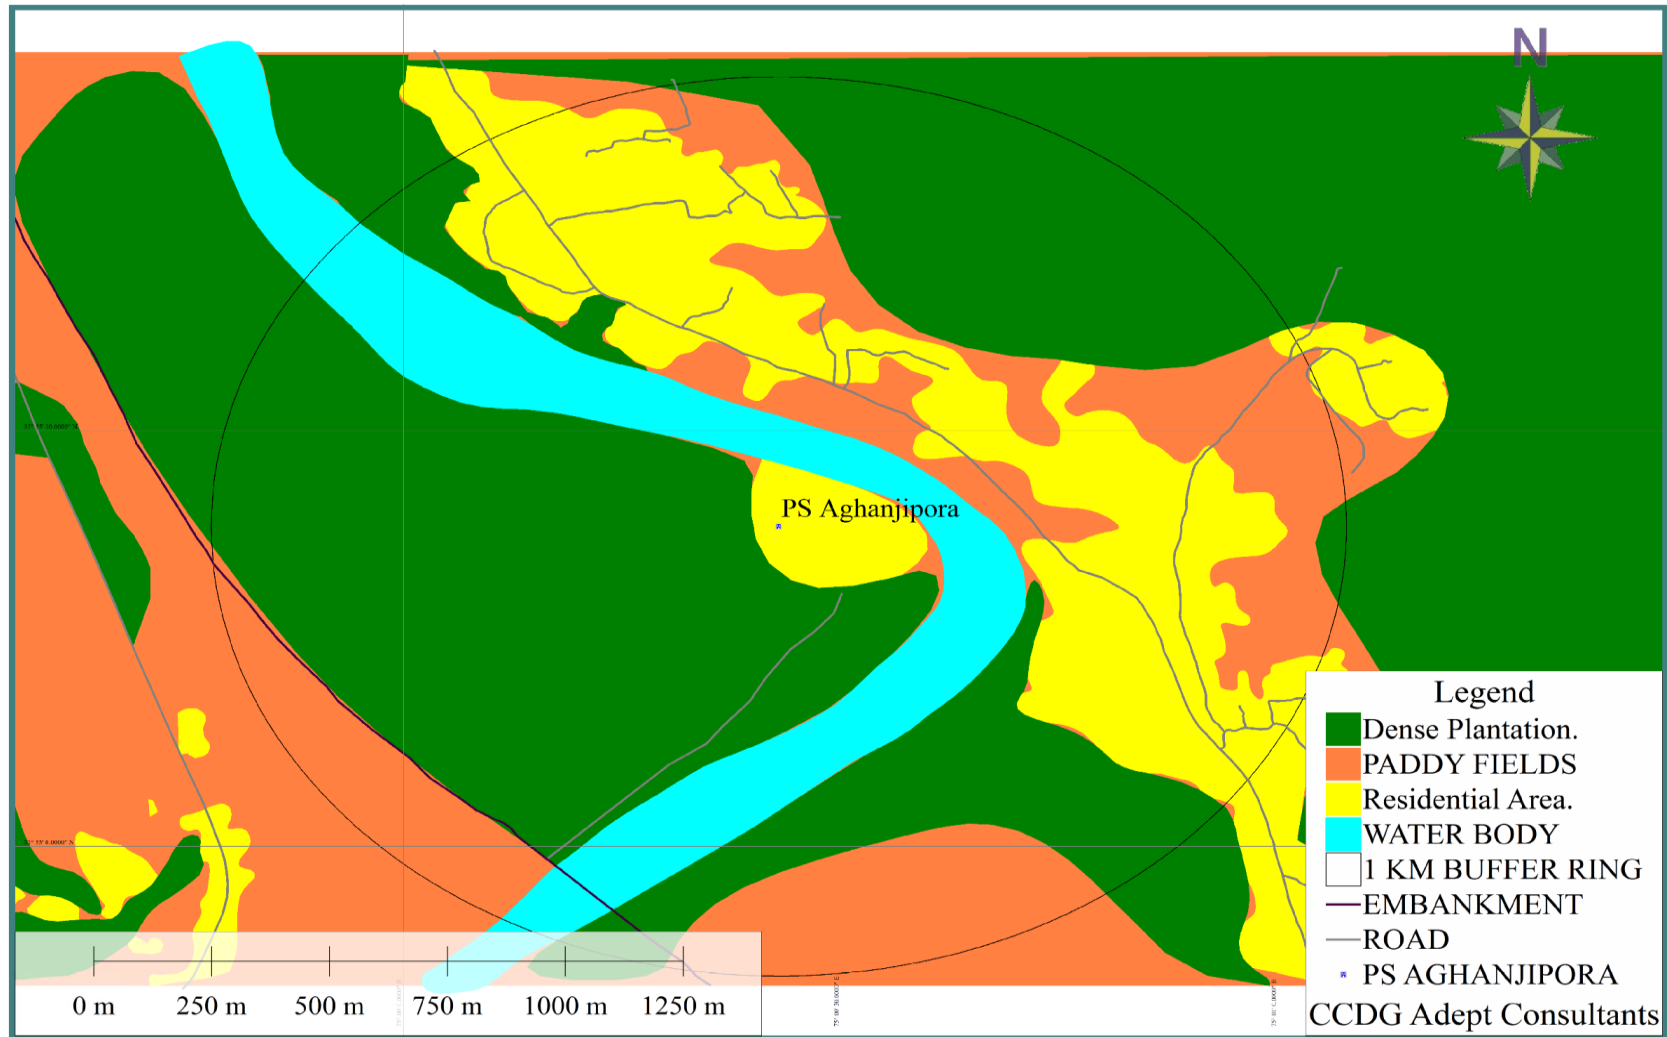 N
PS Aghanjipora
Legend
Dense Plantation.
PADDY FIELDS
Residential Area.
WATER BODY
1 KM BUFFER RING
EMBANKMENT
ROAD
PS AGHANJIPORA
CCDG Adept Consultants
0 m 250 m 500 m 750 m 1000 m 1250 m